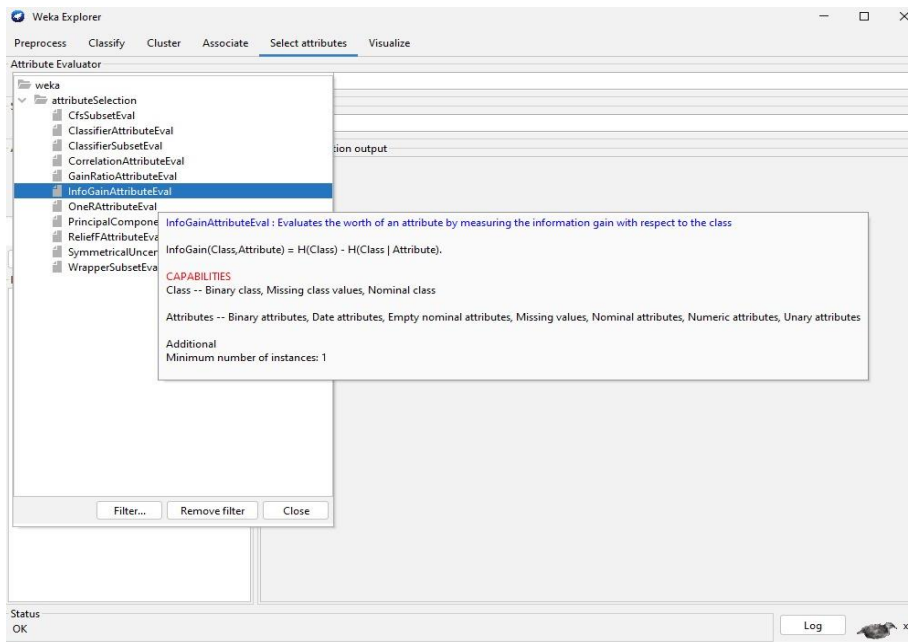 Weka Explorer
Preprocess Classify Cluster Associate Select attributes Visualize
Attribute Evaluator
weka
attributeSelection
CfsSubsetEval
ClassifierAttributeEval
ClassifierSubsetEval
tion output
CorrelationAttributeEval
GainRatioAttributeEval
InfoGainAttributeEval
OneRAttributeEval
PrincipalCompone
ReliefFAttributeEva
SymmetricalUncer
WrapperSubsetEva
InfoGainAttributeEval : Evaluates the worth of an attribute by measuring the information gain with respect to the class
InfoGain(Class,Attribute) = H(Class) - H(Class | Attribute).
CAPABILITIES
Class -- Binary class, Missing class values, Nominal class
Attributes -- Binary attributes, Date attributes, Empty nominal attributes, Missing values, Nominal attributes, Numeric attributes, Unary attributes
Additional
Minimum number of instances: 1
Filter... Remove filter Close
Status
OK
Log
x